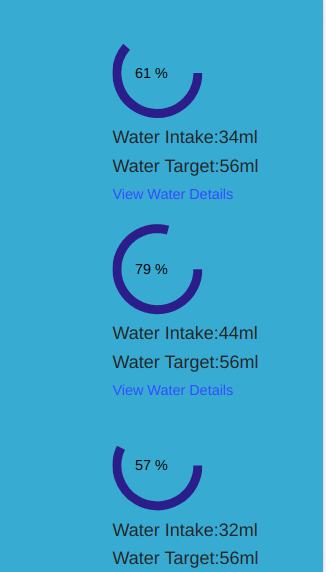 61 %
Water Intake:34ml
Water Target:56ml
View Water Details
79 %
Water Intake:44ml
Water Target:56ml
View Water Details
57 %
Water Intake:32ml
Water Target:56ml